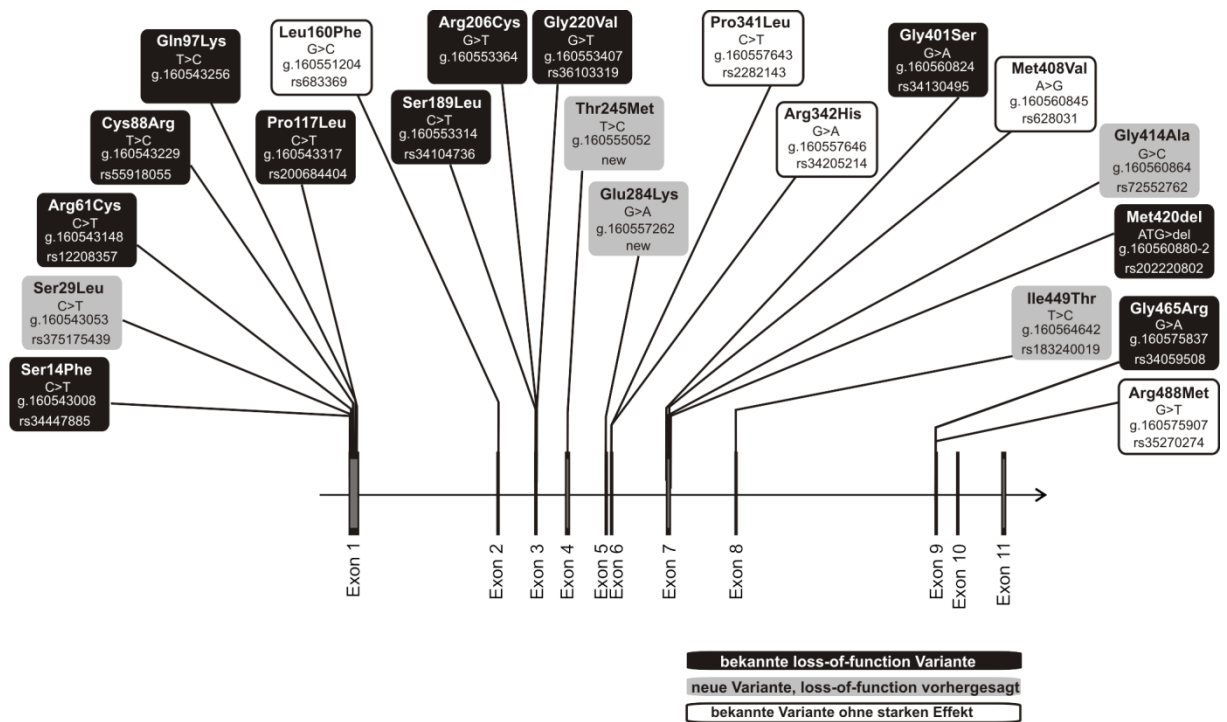 Gln97Lys
T>C
g.160543256
Leu160Phe
G>C
g.160551204
rs683369
Arg206Cys
G>T
g.160553364
Gly220Val
G>T
g.160553407
rs36103319
Pro341Leu
C>T
g.160557643
rs2282143
Gly401Ser
G>A
g.160560824
rs34130495
Met408Val
A>G
g.160560845
rs628031
Cys88Arg
T>C
g.160543229
rs55918055
Pro117Leu
C>T
g.160543317
rs200684404
Ser189Leu
C>T
g.160553314
rs34104736
Thr245Met
T>C
g.160555052
new
Arg342His
G>A
g.160557646
rs34205214
Gly414Ala
G>C
g.160560864
rs72552762
Arg61Cys
C>T
g.160543148
rs12208357
Glu284Lys
G>A
g.160557262
new
Met420del
ATG>del
g.160560880-2
rs202220802
Ser29Leu
C>T
g.160543053
rs375175439
Ile449Thr
T>C
g.160564642
rs183240019
Gly465Arg
G>A
g.160575837
rs34059508
Ser14Phe
C>T
g.160543008
rs34447885
Arg488Met
G>T
g.160575907
rs35270274
Exon 1
Exon 2
Exon 3
Exon 4
Exon 5
Exon 6
Exon 7
Exon 8
Exon 9
Exon 10
Exon 11
bekannte loss-of-function Variante
neue Variante, loss-of-function vorhergesagt
bekannte Variante ohne starken Effekt